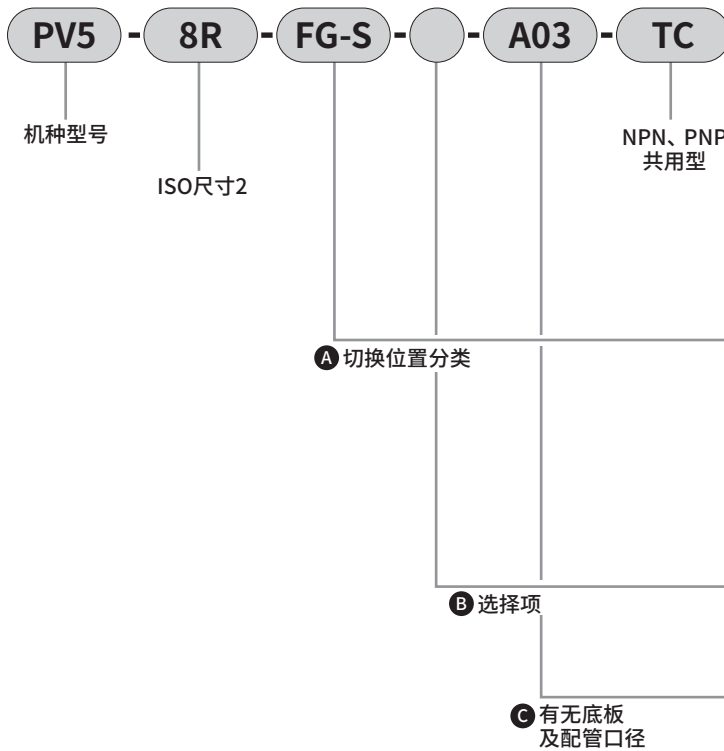 PV5 - 8R - FG-S - - A03 - TC
机种型号
NPN、PNP
共用型
ISO尺寸2
A 切换位置分类
B 选择项
C 有无底板
及配管口径